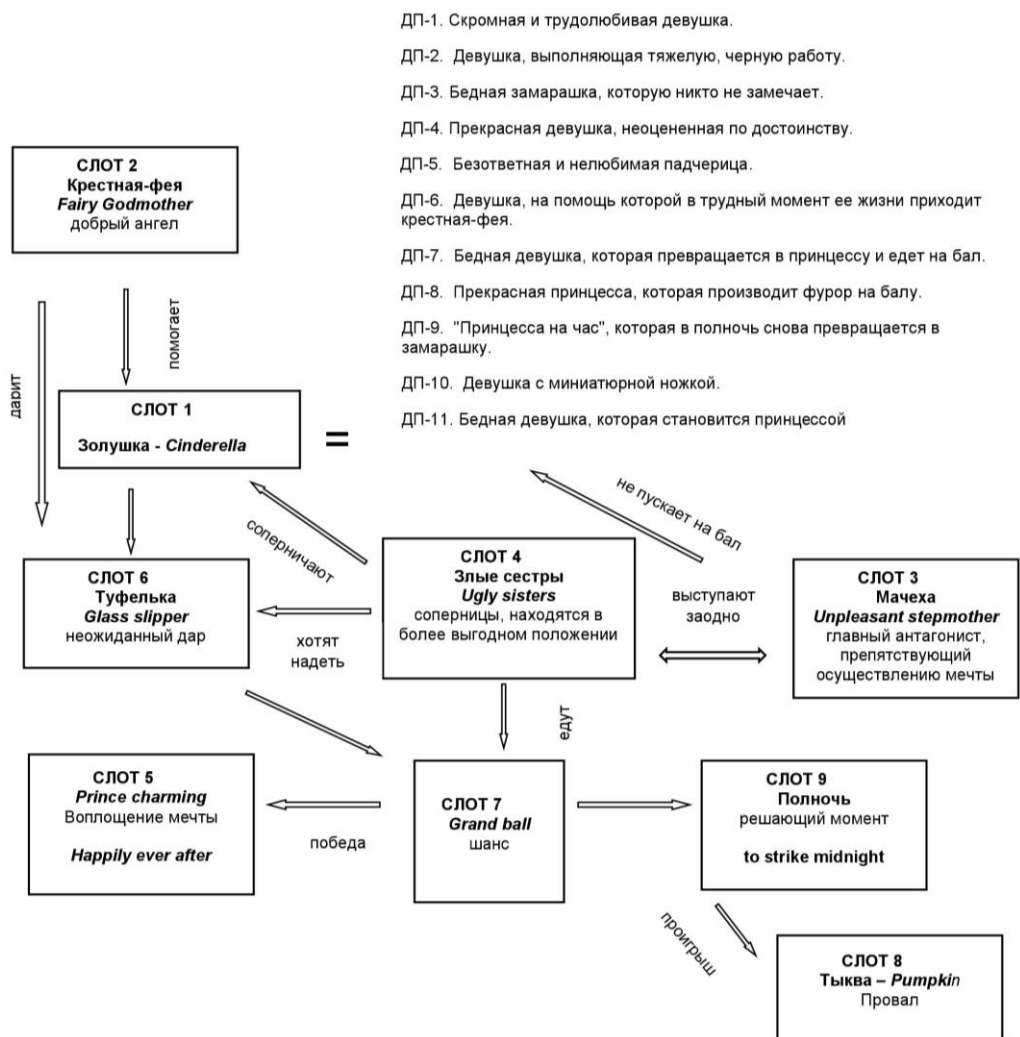 ДП-1. Скромная и трудолюбивая девушка.
ДП-2. Девушка, выполняющая тяжелую, черную работу.
ДП-3. Бедная замарашка, которую никто не замечает.
ДП-4. Прекрасная девушка, неоцененная по достоинству.
ДП-5. Безответная и нелюбимая падчерица.
ДП-6. Девушка, на помощь которой в трудный момент ее жизни приходит
крестная-фея.
ДП-7. Бедная девушка, которая превращается в принцессу и едет на бал.
ДП-8. Прекрасная принцесса, которая производит фурор на балу.
ДП-9. "Принцесса на час", которая в полночь снова превращается в
замарашку.
ДП-10. Девушка с миниатюрной ножкой.
ДП-11. Бедная девушка, которая становится принцессой
СЛОТ 2
Крестная-фея
Fairy Godmother
добрый ангел
дарит
помогает
СЛОТ 1
Золушка - Cinderella
=
соперничают
не пускает на бал
СЛОТ 6
Туфелька
Glass slipper
неожиданный дар
хотят
надеть
СЛОТ 4
Злые сестры
Ugly sisters
соперницы, находятся в
более выгодном положении
выступают
заодно
СЛОТ 3
Мачеха
Unpleasant stepmother
главный антагонист,
препятствующий
осуществлению мечты
едут
СЛОТ 5
Prince charming
Воплощение мечты
Happily ever after
победа
СЛОТ 7
Grand ball
шанс
СЛОТ 9
Полночь
решающий момент
to strike midnight
проигрыш
СЛОТ 8
Тыква – Pumpkin
Провал